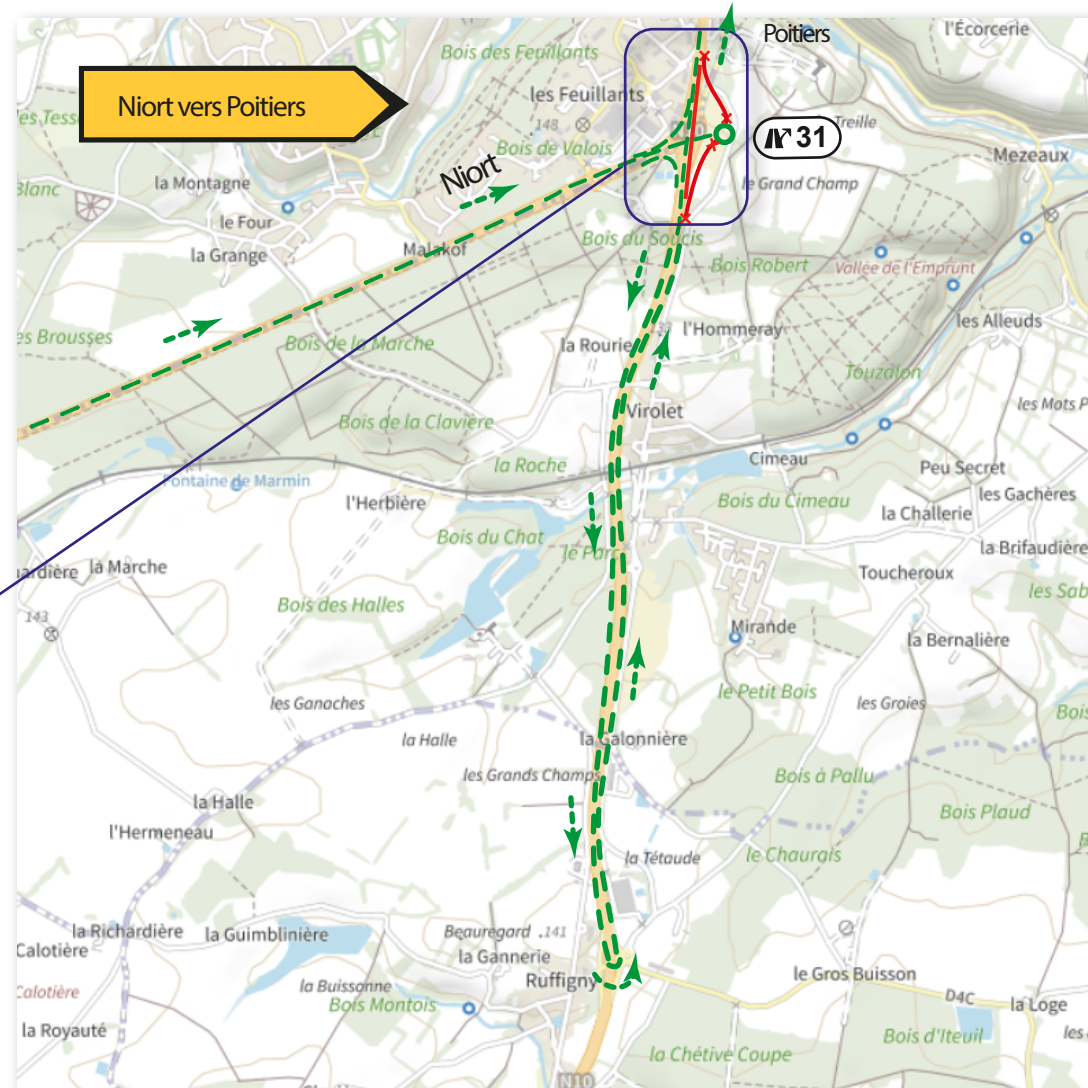 Poitiers
l'Écorcerie
Bois des Feuillants
Niort vers Poitiers
les Feuillants
148
Treille
31
Bois de Valois
Mezeaux
Niort
la Montagne
le Grand Champ
le Four
Malakof
Bois du Soucis
la Grange
Bois Robert
Vallée de l'Emprunt
les Alleuds
l'Hommeray
es Brousses
Bois de la Marche
la Rourie
Touzalon
les Mots P
Virolet
Bois de la Clavière
Cimeau
la Roche
Peu Secret
Fontaine de Marmin
les Gachères
l'Herbière
Bois du Cimeau
la Challerie
Bois du Chat
le Parc
la Brifaudière
la Marche
ardière
Toucheroux
les Sab
Bois des Halles
143
Mirande
la Bernalière
le Petit Bois
les Ganaches
les Groies
Bois
la Halle
la Galonnière
les Grands Champs
Bois à Pallu
la Halle
Bois Plaud
l'Hermeneau
la Tétaude
le Chaurais
la Richardière
la Guimblinière
Beauregard .141
Calotière
la Gannerie
le Gros Buisson
Ruffigny
la Buissonne
Calotière
D4C
la Loge
Bois Montois
la Royauté
Bois d'Iteuil
les
la Chétive Coupe
N10